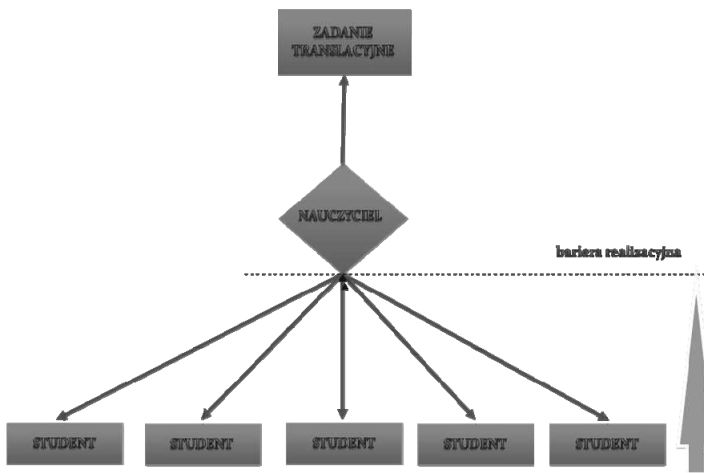 ZADANIE
TRANSLACYJNE
NAUCZYCIEL
bariera realizacyjna
STUDENT
STUDENT
STUDENT
STUDENT
STUDENT